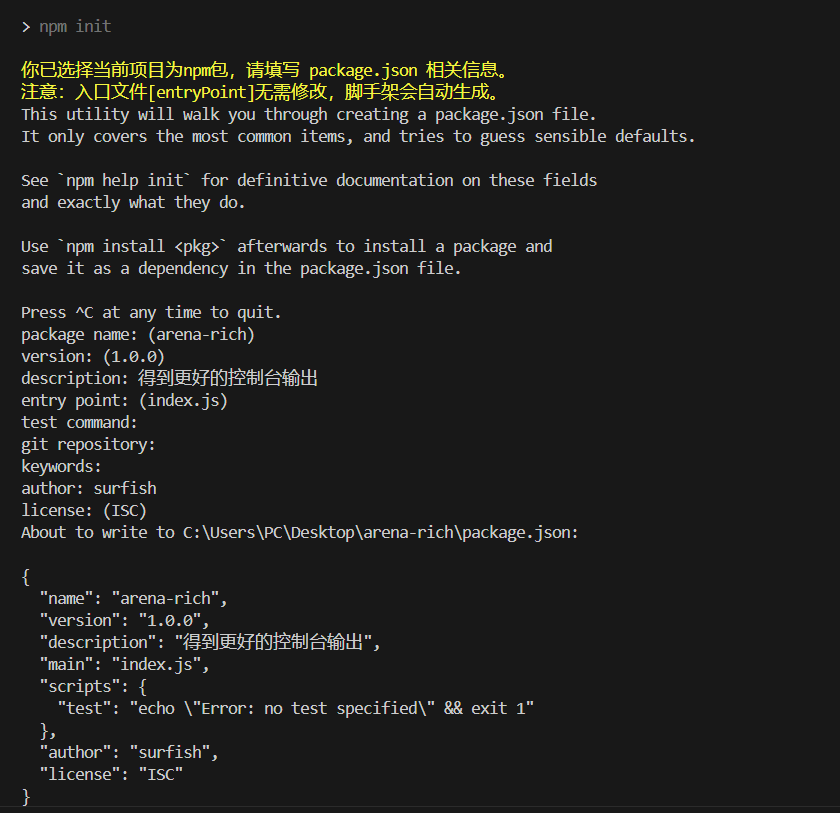 > npm init
你已选择当前项目为npm包，请填写 package.json 相关信息。
注意：入口文件[entryPoint]无需修改，脚手架会自动生成。
This utility will walk you through creating a package.json file.
It only covers the most common items, and tries to guess sensible defaults.
See `npm help init` for definitive documentation on these fields
and exactly what they do.
Use `npm install <pkg>` afterwards to install a package and
save it as a dependency in the package.json file.
Press ^C at any time to quit.
package name: (arena-rich)
version: (1.0.0)
description: 得到更好的控制台输出
entry point: (index.js)
test command:
git repository:
keywords:
author: surfish
license: (ISC)
About to write to C:\Users\PC\Desktop\arena-rich\package.json:
{
  "name": "arena-rich",
  "version": "1.0.0",
  "description": "得到更好的控制台输出",
  "main": "index.js",
  "scripts": {
    "test": "echo \"Error: no test specified\" && exit 1"
  },
  "author": "surfish",
  "license": "ISC"
}